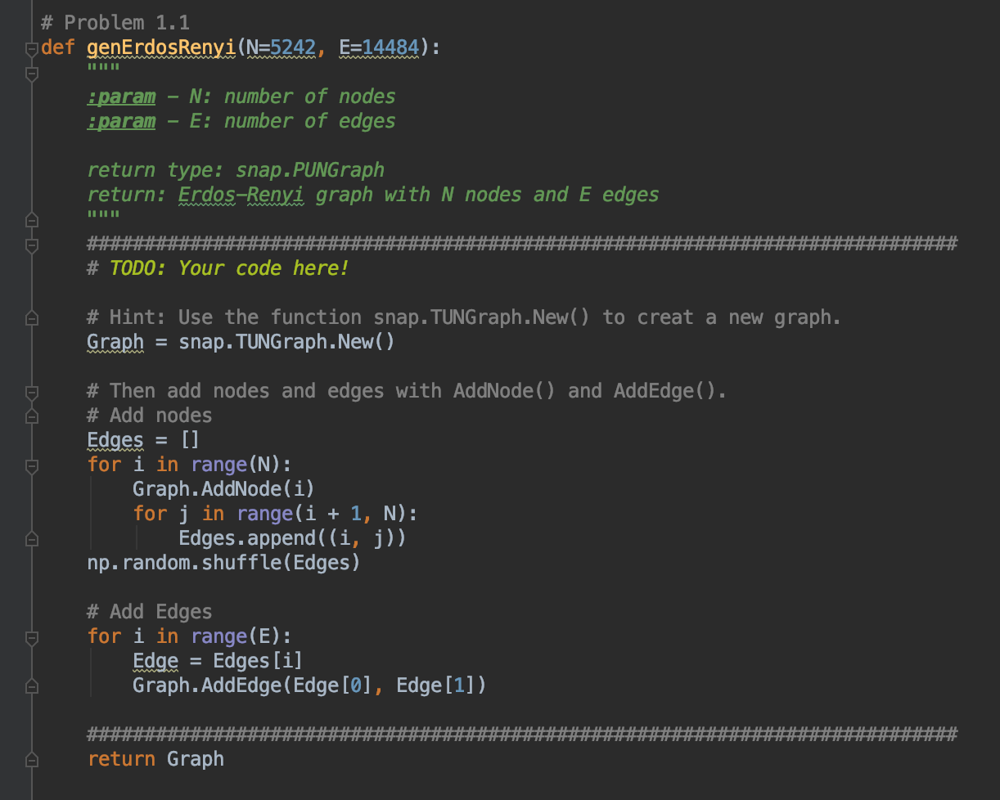 # Problem 1.1
def genErdosRenyi(N=5242, E=14484):
"""
:param - N: number of nodes
:param - E: number of edges
return type: snap.PUNGraph
return: Erdos-Renyi graph with N nodes and E edges
"""
############################################################################
# TODO: Your code here!
# Hint: Use the function snap.TUNGraph.New() to creat a new graph.
Graph = snap.TUNGraph.New()
# Then add nodes and edges with AddNode() and AddEdge().
# Add nodes
Edges = []
for i in range(N):
Graph.AddNode(i)
for j in range(i + 1, N):
Edges.append((i, j))
np.random.shuffle(Edges)
# Add Edges
for i in range(E):
Edge = Edges[i]
Graph.AddEdge(Edge[0], Edge[1])
############################################################################
return Graph